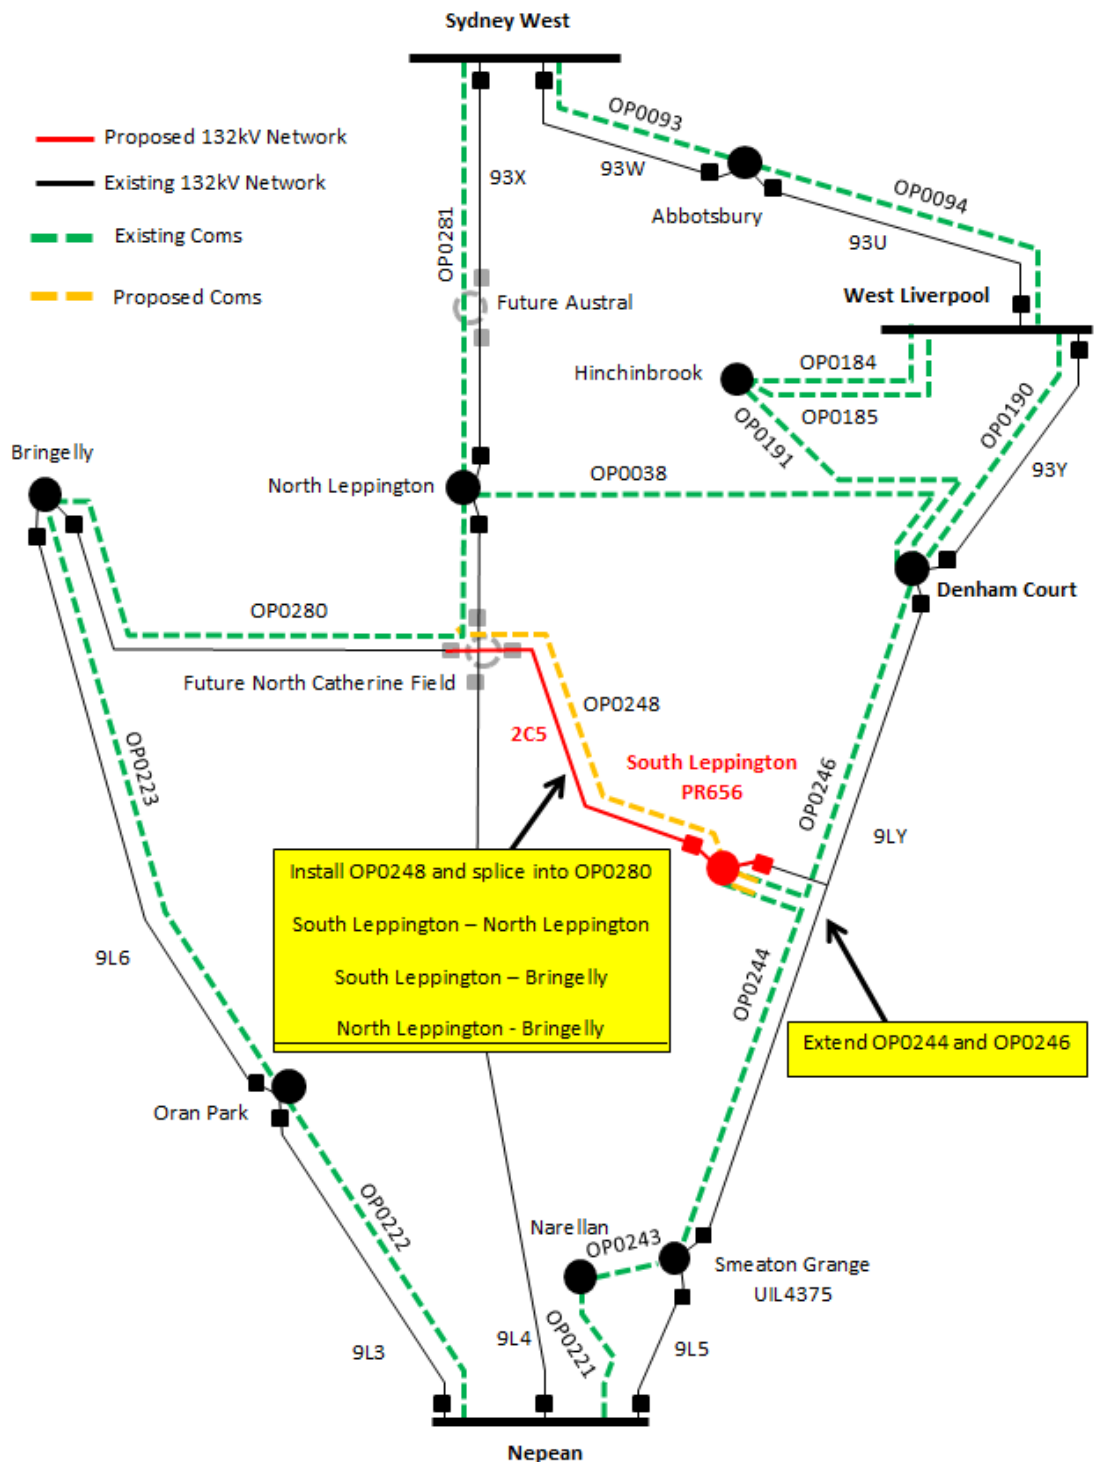 Sydney West
Proposed 132kV Network
Existing 132kV Network
Existing Coms
Proposed Coms
OP0093
93W
93X
OP0281
Abbotsbury
OP0094
93U
Future Austral
West Liverpool
Hinchinbrook
OP0184
OP0185
OP0191
OP0190
93Y
Bringelly
North Leppington
OP0038
Denham Court
OP0280
Future North Catherine Field
OP0248
2C5
South Leppington
PR656
OP0246
9LY
OP0223
Install OP0248 and splice into OP0280
South Leppington – North Leppington
South Leppington – Bringelly
North Leppington - Bringelly
9L6
OP0244
Extend OP0244 and OP0246
Oran Park
OP0222
Narellan
OP0243
Smeaton Grange
UIL4375
OP0221
9L3
9L4
9L5
Nepean